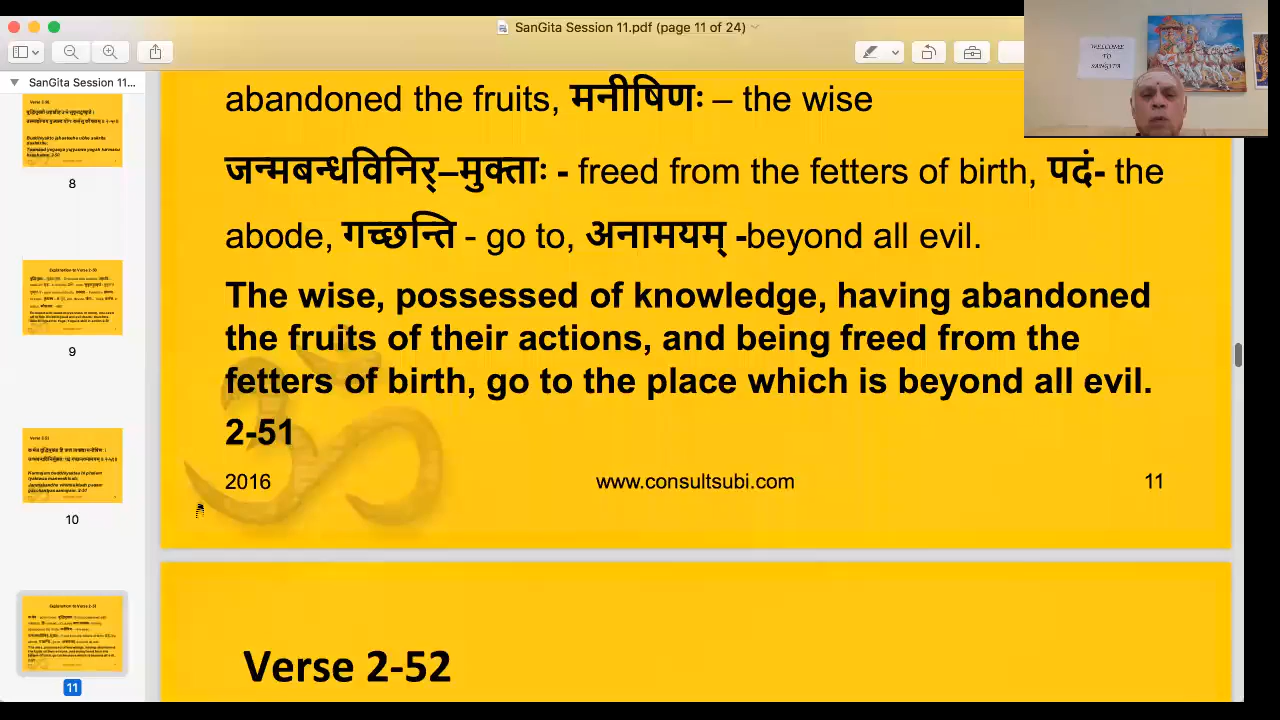 SanGita Session 11.pdf (page 11 of 24)
SanGita Session 11...
WELCOME
TO
SANGITA
8
9
10
11
abandoned the fruits, मनीषिणः – the wise
जन्मबन्धविनिर्–मुक्ताः - freed from the fetters of birth, पदं- the
abode, गच्छन्ति - go to, अनामयम् -beyond all evil.
The wise, possessed of knowledge, having abandoned
the fruits of their actions, and being freed from the
fetters of birth, go to the place which is beyond all evil.
2-51
2016 www.consultsubi.com 11
Verse 2-52